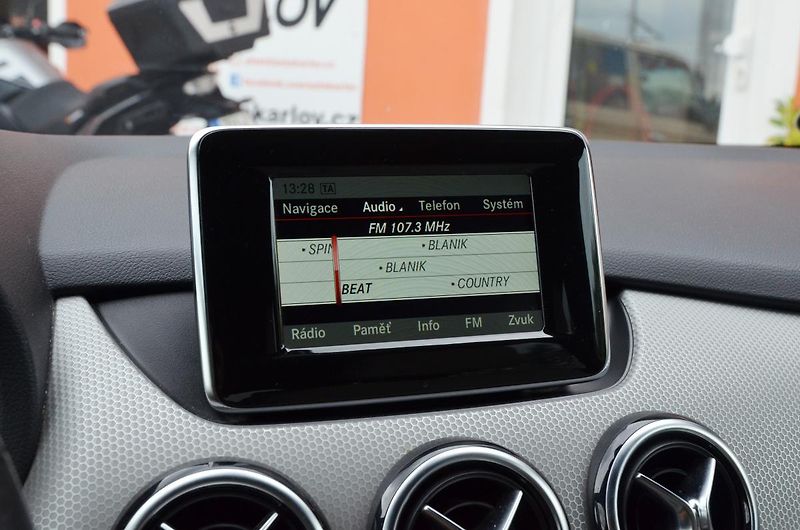 LOV
karlov.cz
13:28 TA
Navigace Audio Telefon Systém
FM 107.3 MHz
• SPIN • BLANIK
• BLANIK
BEAT • COUNTRY
Rádio Paměť Info FM Zvuk